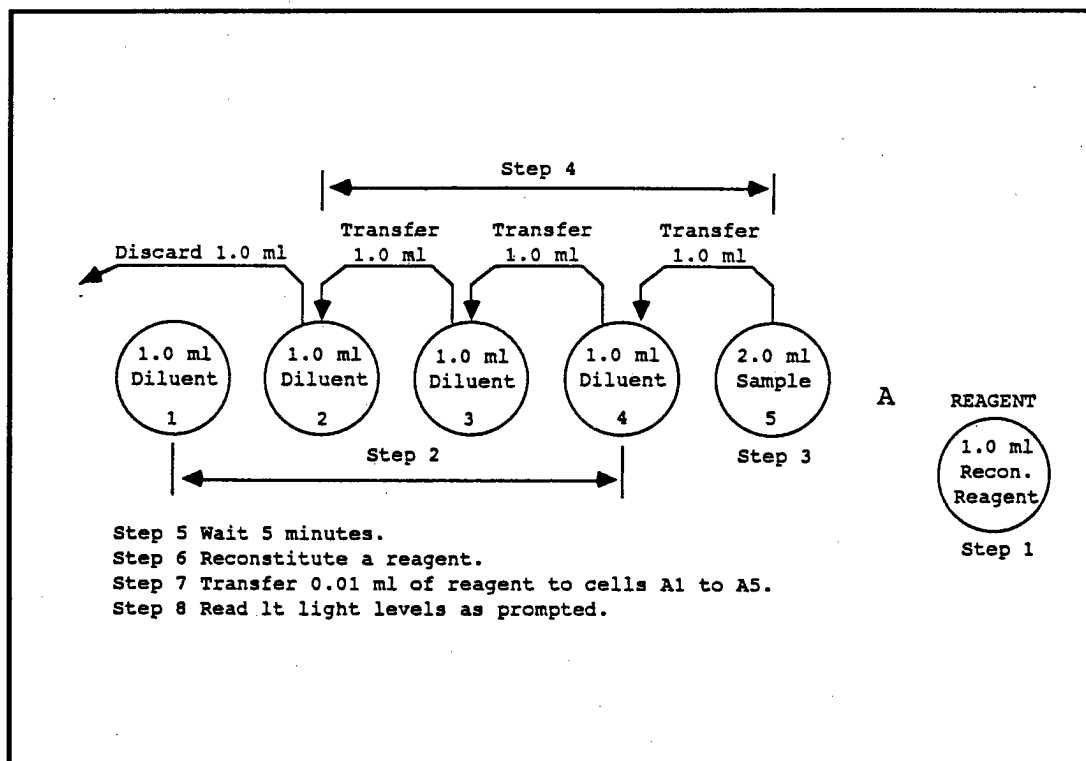 Step 4
Transfer Transfer Transfer
Discard 1.0 ml 1.0 ml 1.0 ml 1.0 ml
1.0 ml 1.0 ml 1.0 ml 1.0 ml 2.0 ml
Diluent Diluent Diluent Diluent Sample
1 2 3 4 5
A
REAGENT
1.0 ml
Recon.
Reagent
Step 1
Step 2
Step 3
Step 5 Wait 5 minutes.
Step 6 Reconstitute a reagent.
Step 7 Transfer 0.01 ml of reagent to cells A1 to A5.
Step 8 Read lt light levels as prompted.